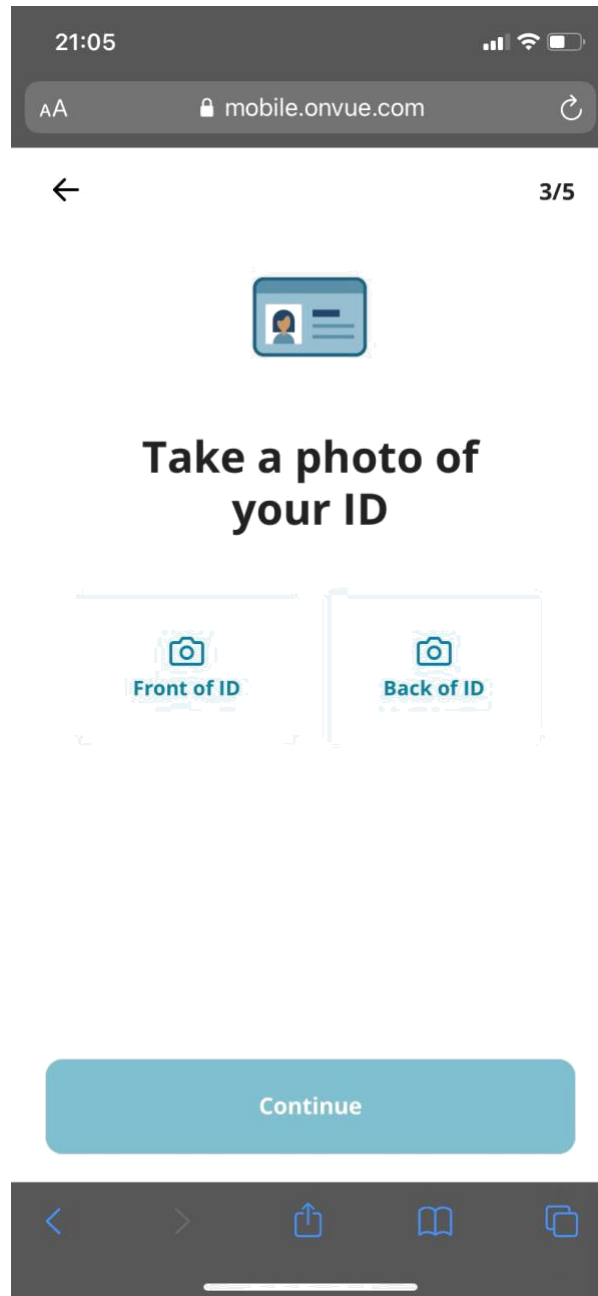 21:05
AA mobile.onvue.com
3/5
Take a photo of
your ID
Front of ID Back of ID
Continue